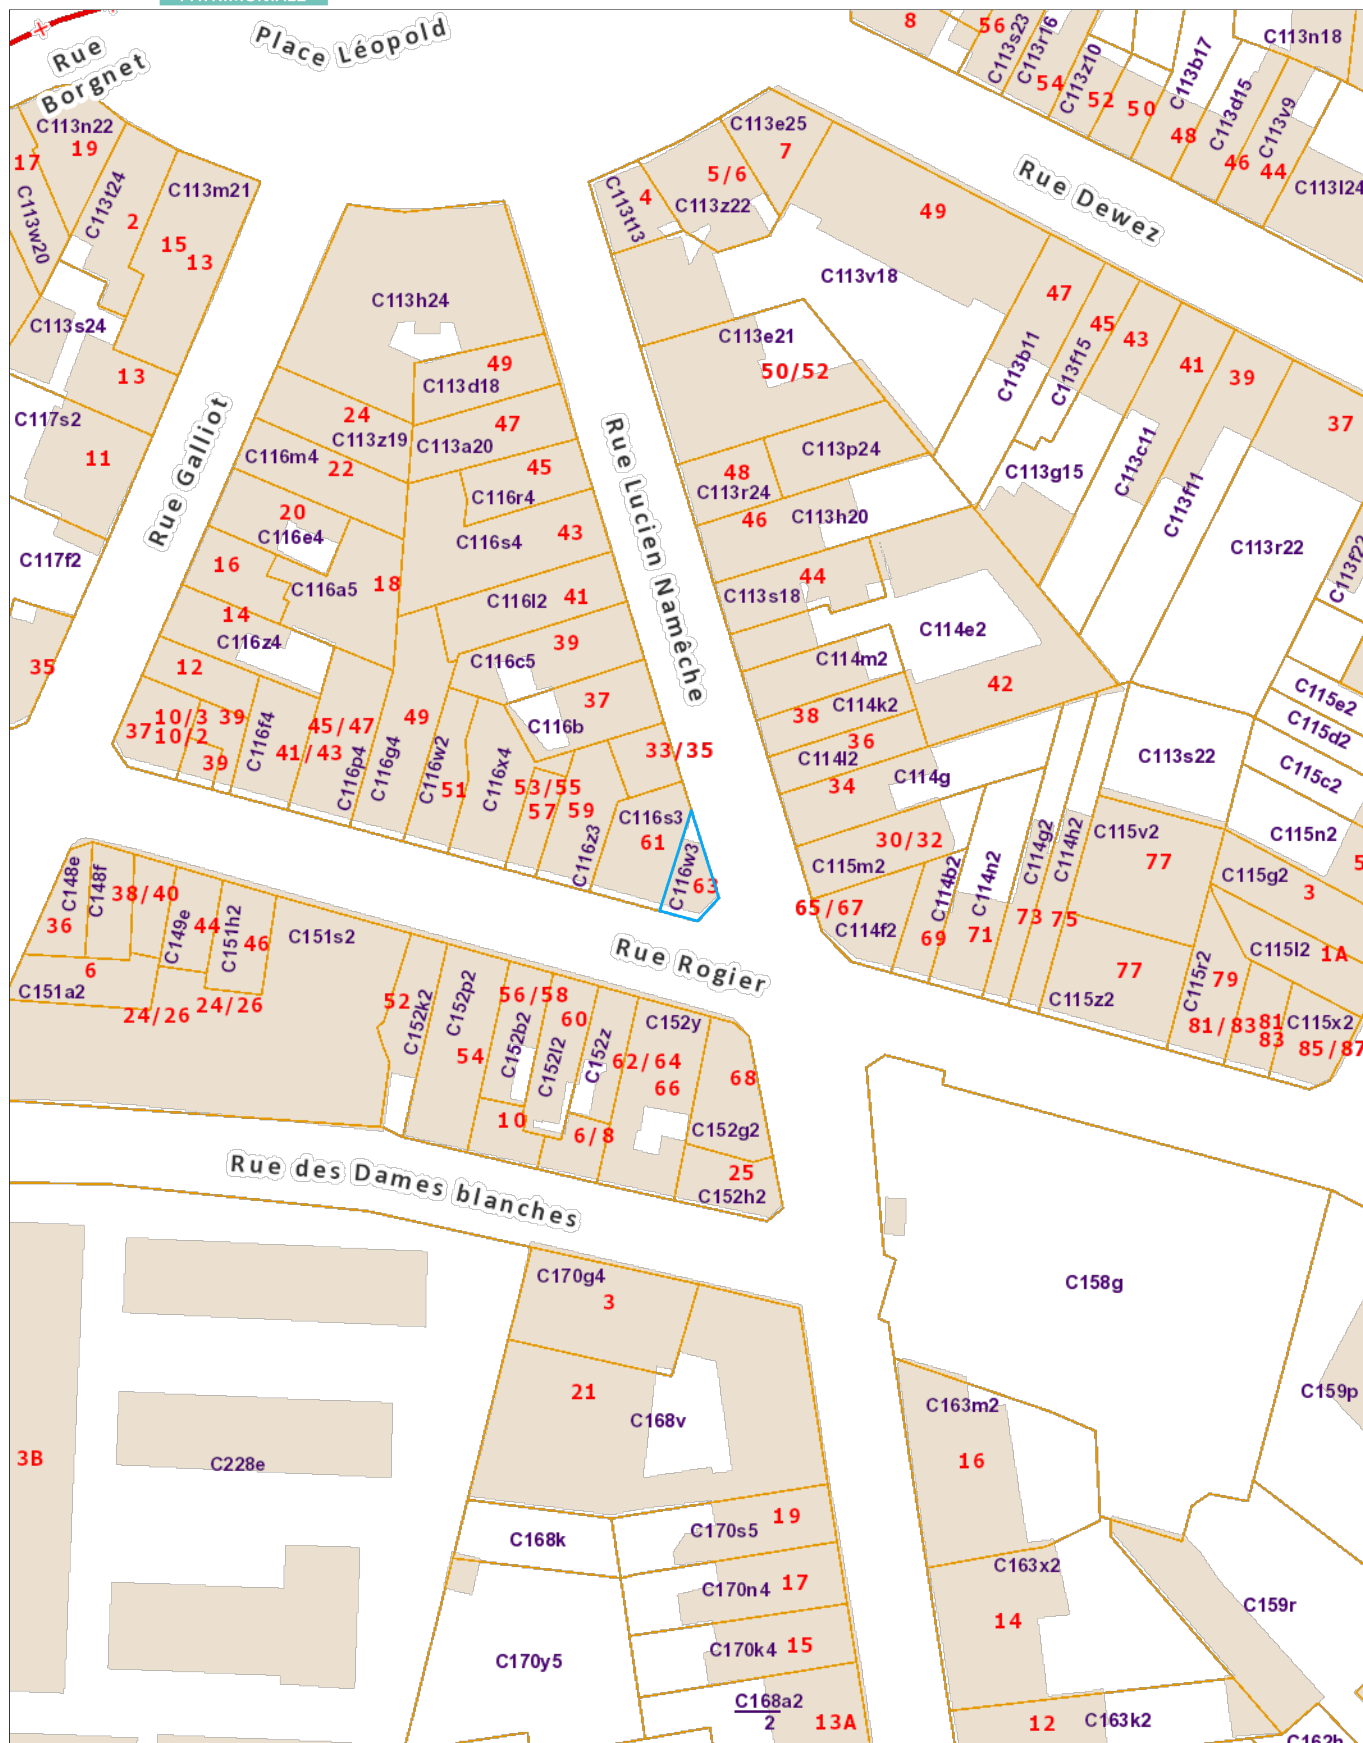 Place Léopold
Rue
Borgnet
8
56
C113s23
C113r16
54
C113z10
52
50
C113b17
48
C113d15
46
C113v9
44
C113n18
C113l24
C113n22
19
17
C113w20
C113t24
2
C113m21
15
13
C113s24
13
C117s2
11
C117f2
35
Rue Galliot
C113e25
7
5/6
C113z22
4
C113t13
49
Rue Dewez
C113v18
C113h24
C113e21
50/52
47
C113b11
45
C113f15
43
41
39
37
C113c11
C113f11
C113g15
C113r22
C113f22
49
C113d18
24
C113z19
47
C113a20
C116m4
22
45
C116r4
20
C116e4
43
C116s4
16
C116a5
18
41
C116l2
14
C116z4
39
C116c5
12
37
C116b
Rue Lucien Namêche
C113p24
48
C113r24
46
C113h20
44
C113s18
C114e2
C114m2
42
38
C114k2
36
C114l2
34
C114g
30/32
C115m2
C115e2
C115d2
C115c2
C113s22
C115n2
5
37
10/3
10/2
39
39
C116f4
41/43
45/47
C116p4
C116g4
49
C116w2
51
C116x4
53/55
57
59
C116z3
33/35
C116s3
61
C116w3
63
65/67
C114f2
C114b2
69
C114n2
71
C114g2
73
C114h2
75
C115v2
77
77
C115z2
C115g2
3
C115l2
1A
C115r2
79
81/83
81
83
C115x2
85/87
C148e
C148f
38/40
36
C149e
44
C151h2
46
C151s2
6
C151a2
24/26
24/26
Rue Rogier
52
C152k2
C152p2
54
56/58
C152b2
60
C152l2
C152z
62/64
66
C152y
68
C152g2
10
6/8
25
C152h2
Rue des Dames blanches
C158g
C170g4
3
21
C168v
C163m2
16
C159p
3B
C228e
C168k
C170s5
19
C163x2
C170n4
17
14
C159r
C170k4
15
C170y5
C168a2
2
13A
12
C163k2